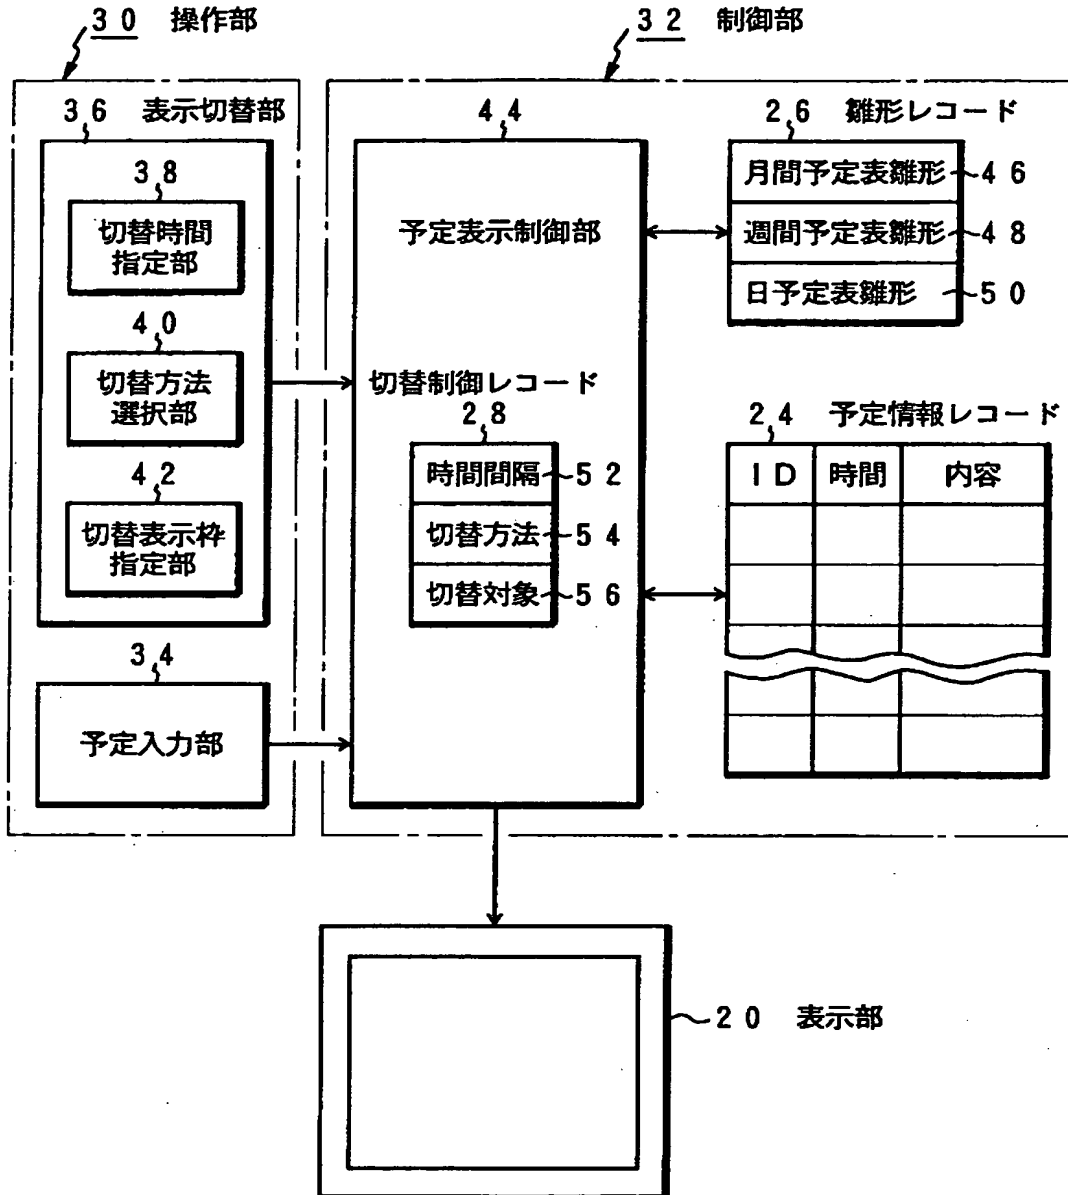 ３０ 操作部
３２ 制御部
３６ 表示切替部
３８
切替時間
指定部
４０
切替方法
選択部
４２
切替表示枠
指定部
３４
予定入力部
４４
予定表示制御部
切替制御レコード
２８
時間間隔 ５２
切替方法 ５４
切替対象 ５６
２６ 雛形レコード
月間予定表雛形 ４６
週間予定表雛形 ４８
日予定表雛形 ５０
２４ 予定情報レコード
ＩＤ 時間 内容
２０ 表示部